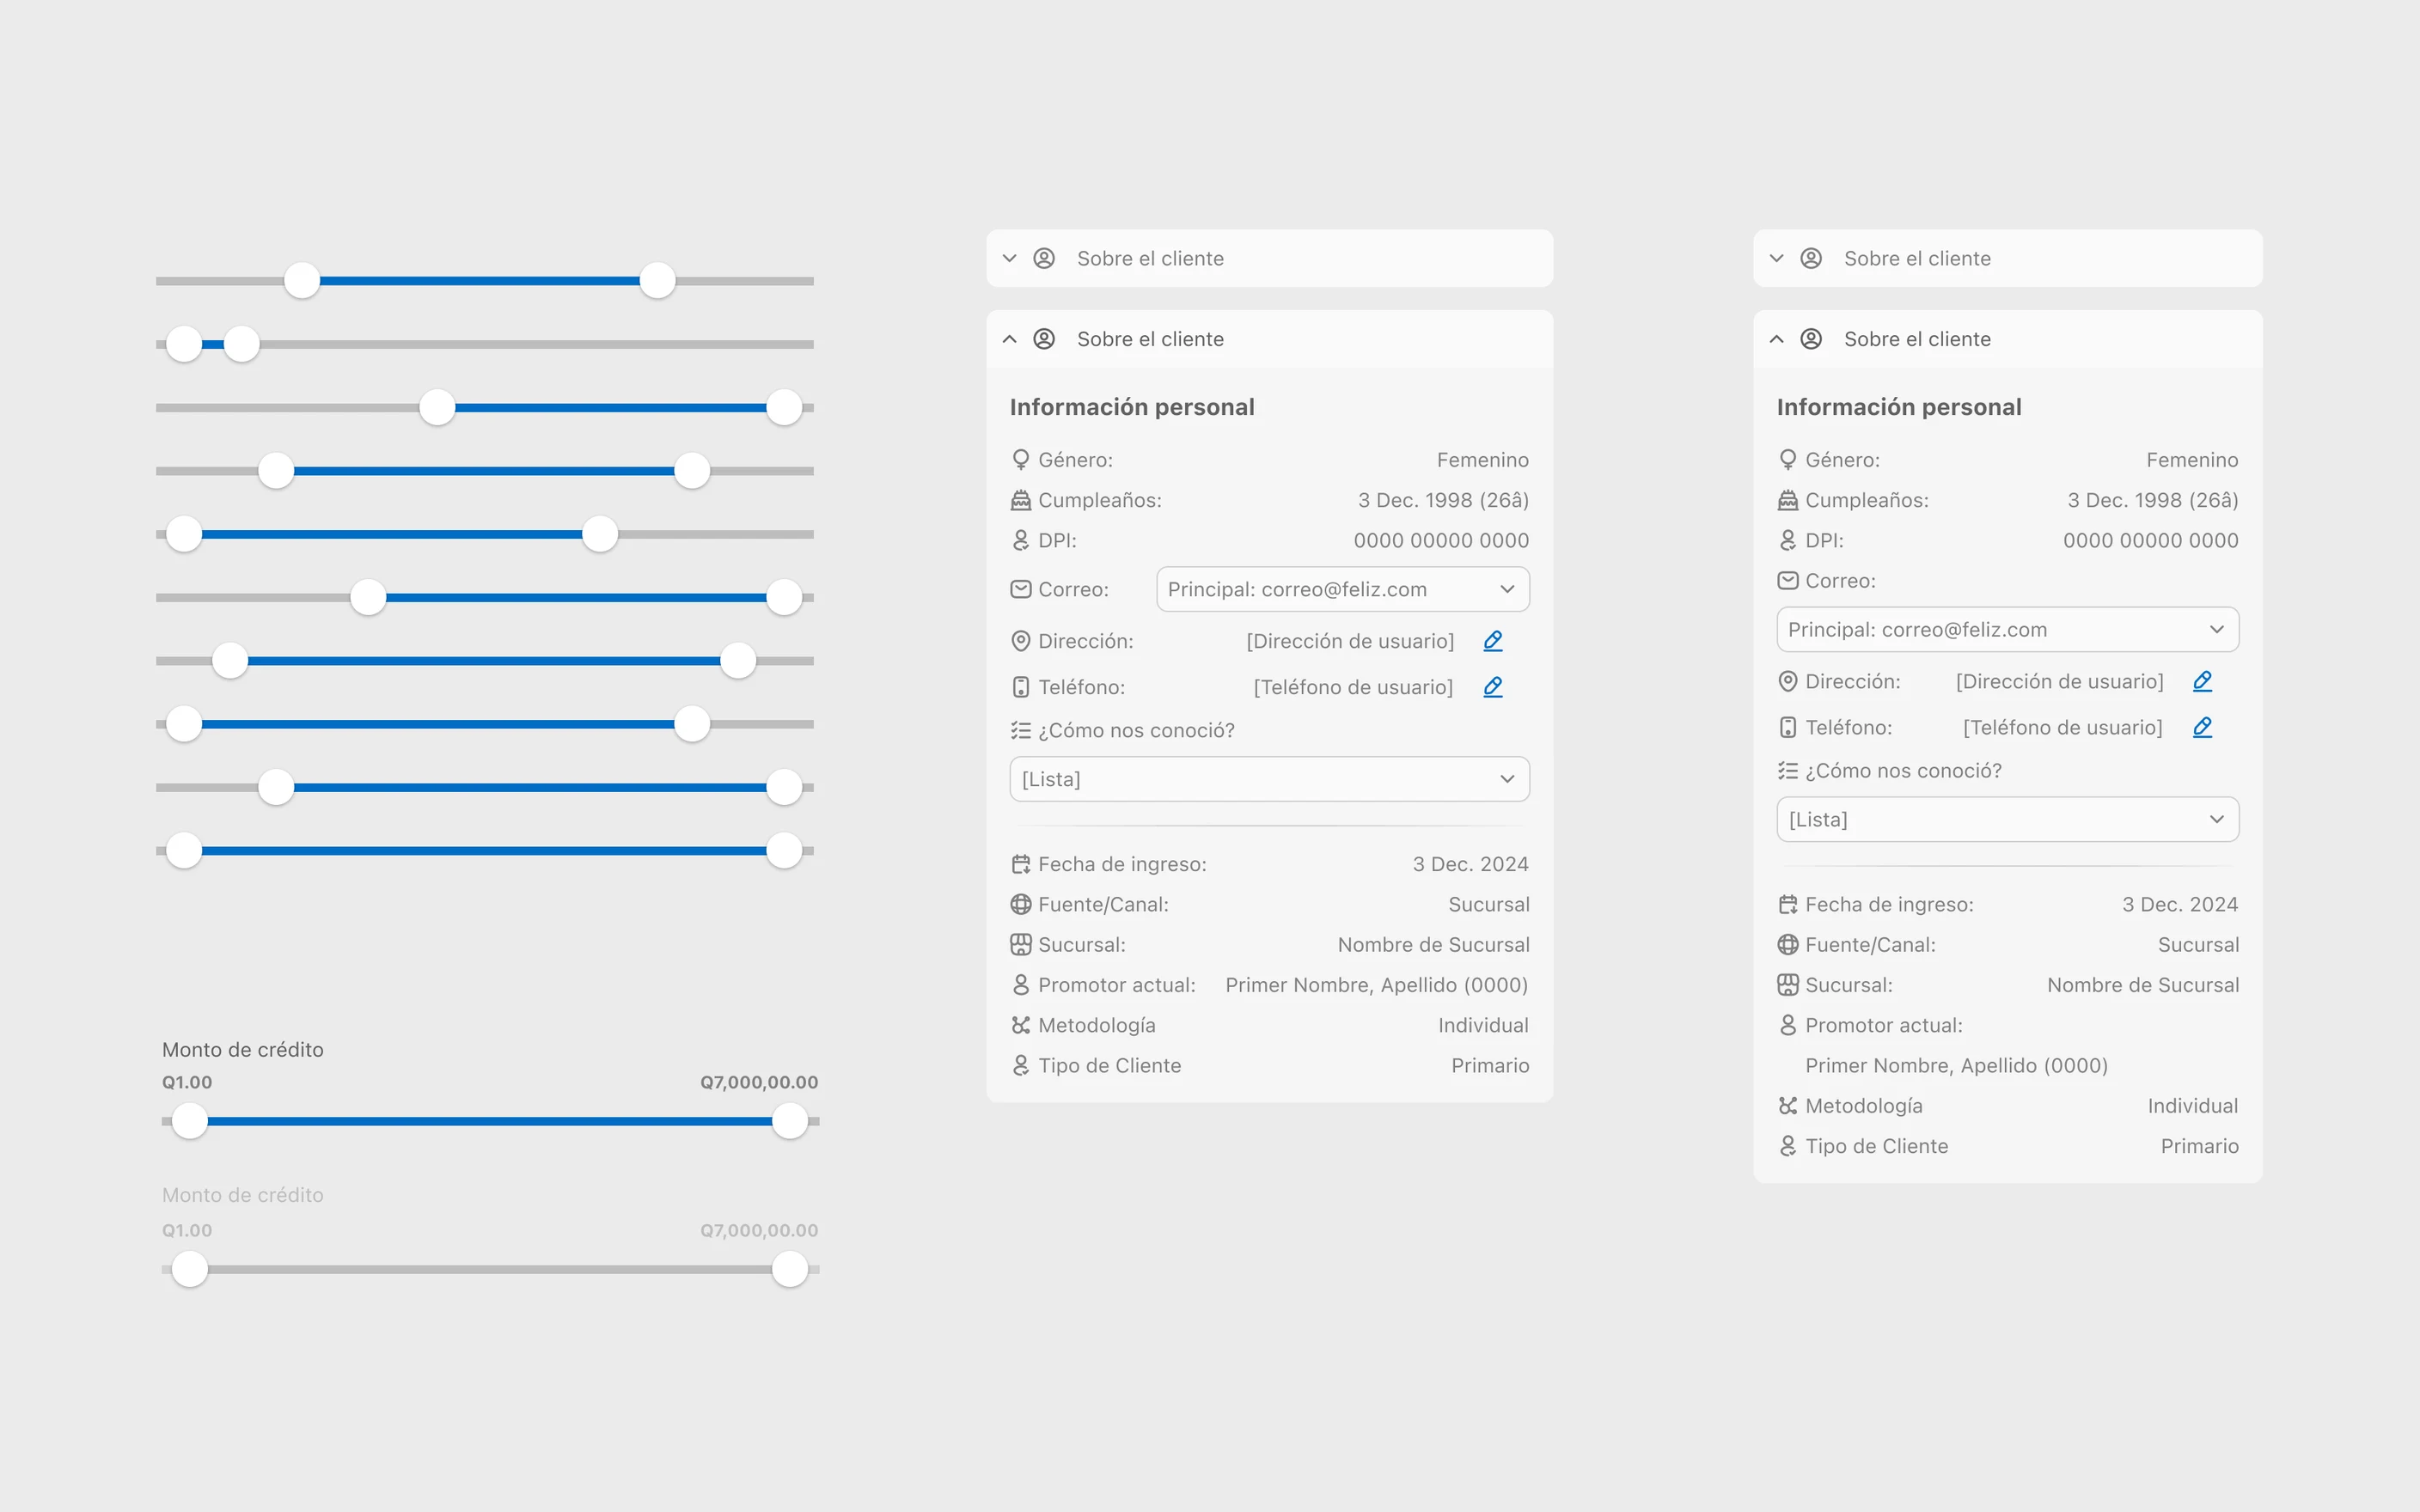 Monto de crédito
Q1.00 Q7,000,00.00
Monto de crédito
Q1.00 Q7,000,00.00
Sobre el cliente
Sobre el cliente
Información personal
Género: Femenino
Cumpleaños: 3 Dec. 1998 (26â)
DPI: 0000 00000 0000
Correo: Principal: correo@feliz.com
Dirección: [Dirección de usuario]
Teléfono: [Teléfono de usuario]
¿Cómo nos conoció?
[Lista]
Fecha de ingreso: 3 Dec. 2024
Fuente/Canal: Sucursal
Sucursal: Nombre de Sucursal
Promotor actual: Primer Nombre, Apellido (0000)
Metodología Individual
Tipo de Cliente Primario
Sobre el cliente
Sobre el cliente
Información personal
Género: Femenino
Cumpleaños: 3 Dec. 1998 (26â)
DPI: 0000 00000 0000
Correo:
Principal: correo@feliz.com
Dirección: [Dirección de usuario]
Teléfono: [Teléfono de usuario]
¿Cómo nos conoció?
[Lista]
Fecha de ingreso: 3 Dec. 2024
Fuente/Canal: Sucursal
Sucursal: Nombre de Sucursal
Promotor actual:
Primer Nombre, Apellido (0000)
Metodología Individual
Tipo de Cliente Primario